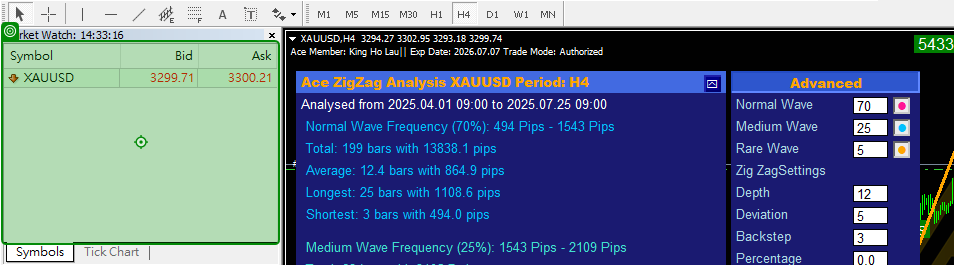 A T
M1 M5 M15 M30 H1 H4 D1 W1 MN
arket Watch: 14:33:16
Symbol Bid Ask
XAUUSD 3299.71 3300.21
Symbols Tick Chart
XAUUSD,H4 3294.27 3302.95 3293.18 3299.74
Ace Member: King Ho Lau|| Exp Date: 2026.07.07 Trade Mode: Authorized
5433
Ace ZigZag Analysis XAUUSD Period: H4
Analysed from 2025.04.01 09:00 to 2025.07.25 09:00
Normal Wave Frequency (70%): 494 Pips - 1543 Pips
Total: 199 bars with 13838.1 pips
Average: 12.4 bars with 864.9 pips
Longest: 25 bars with 1108.6 pips
Shortest: 3 bars with 494.0 pips
Medium Wave Frequency (25%): 1543 Pips - 2109 Pips
Advanced
Normal Wave 70
Medium Wave 25
Rare Wave 5
Zig ZagSettings
Depth 12
Deviation 5
Backstep 3
Percentage 0.0